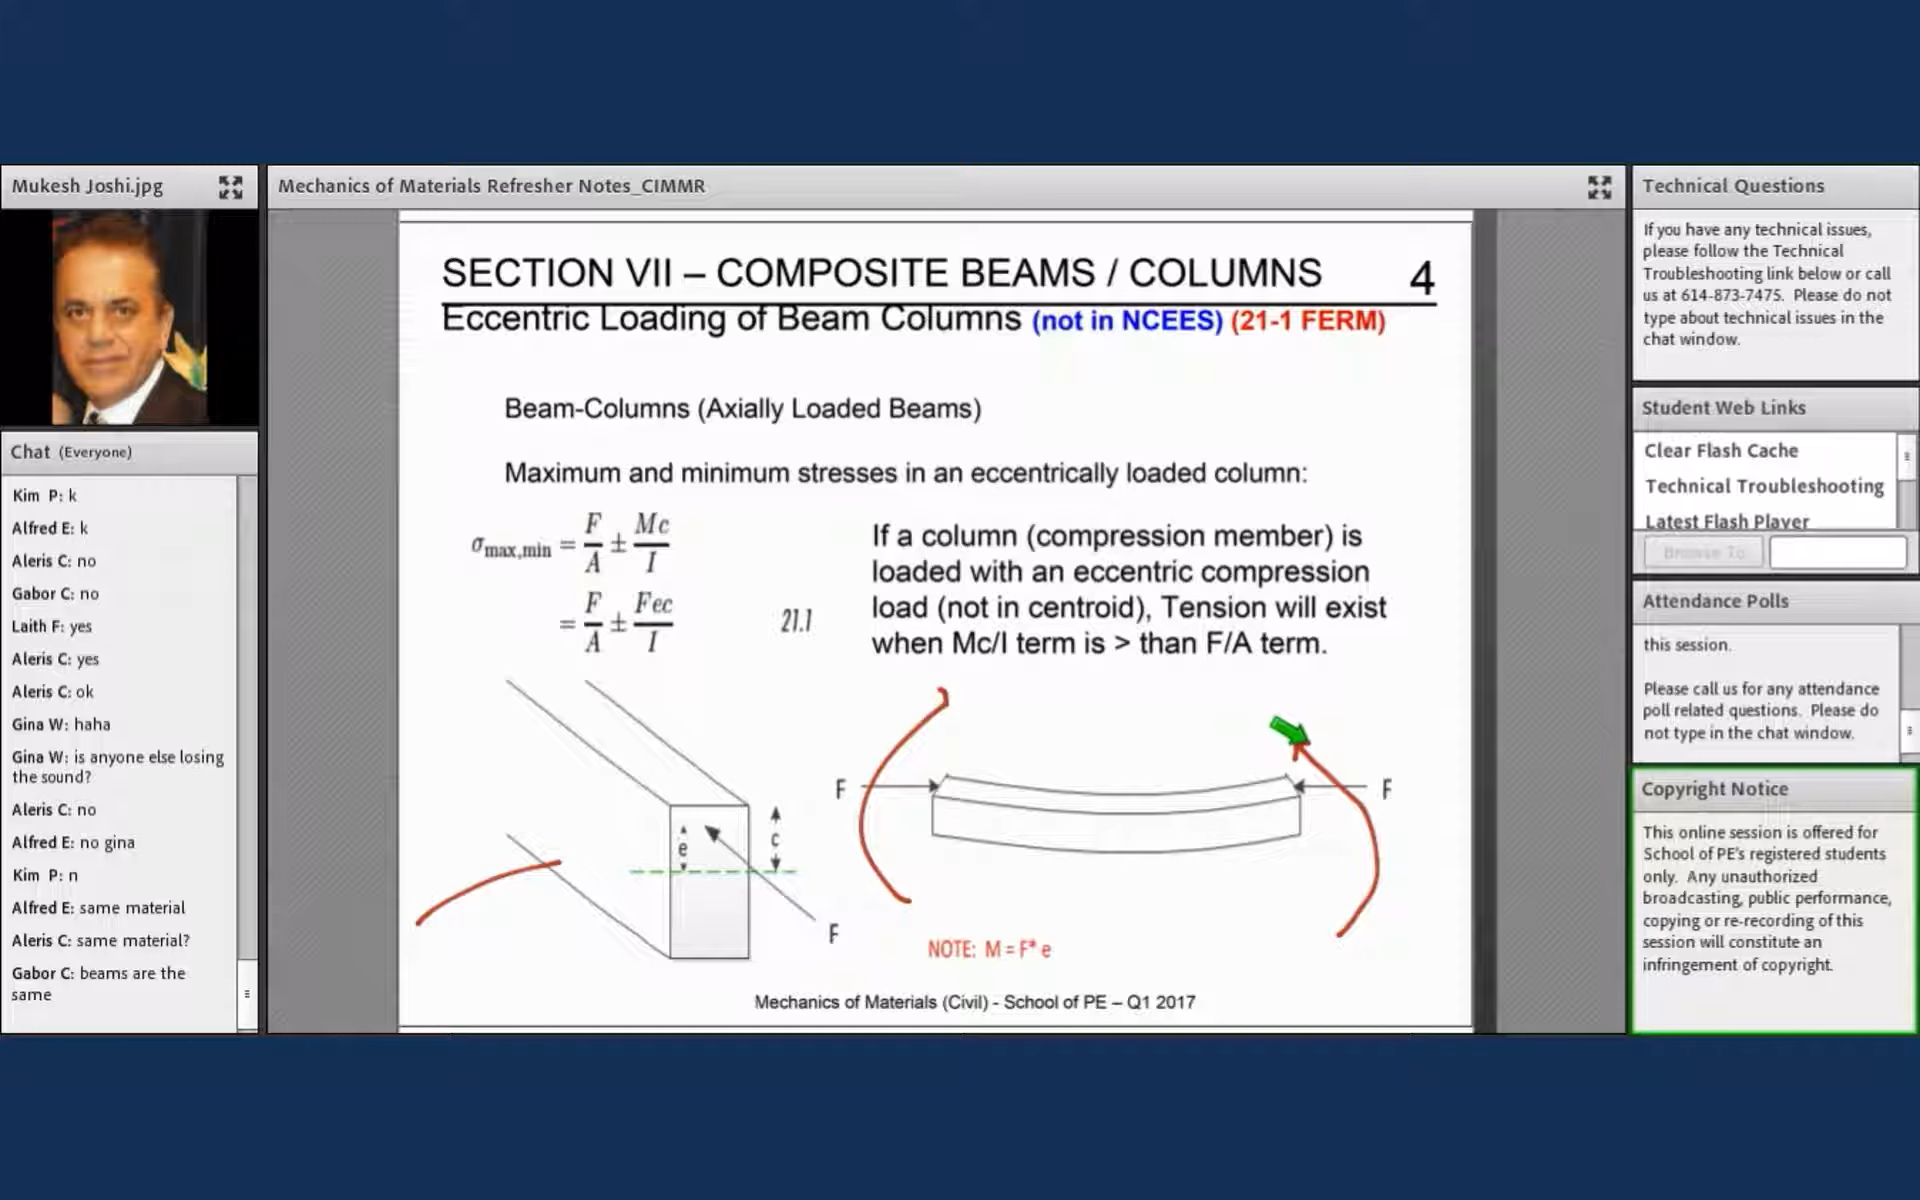 Mukesh Joshi.jpg
Chat (Everyone)
Kim P: k
Alfred E: k
Aleris C: no
Gabor C: no
Laith F: yes
Aleris C: yes
Aleris C: ok
Gina W: haha
Gina W: is anyone else losing
the sound?
Aleris C: no
Alfred E: no gina
Kim P: n
Alfred E: same material
Aleris C: same material?
Gabor C: beams are the
same
Mechanics of Materials Refresher Notes_CIMMR
SECTION VII – COMPOSITE BEAMS / COLUMNS 4
Eccentric Loading of Beam Columns (not in NCEES) (21-1 FERM)
Beam-Columns (Axially Loaded Beams)
Maximum and minimum stresses in an eccentrically loaded column:
σmax,min = F/A ± Mc/I
= F/A ± Fec/I 21.1
If a column (compression member) is
loaded with an eccentric compression
load (not in centroid), Tension will exist
when Mc/I term is > than F/A term.
e
c
F
F
F
NOTE: M = F* e
Mechanics of Materials (Civil) - School of PE – Q1 2017
Technical Questions
If you have any technical issues,
please follow the Technical
Troubleshooting link below or call
us at 614-873-7475. Please do not
type about technical issues in the
chat window.
Student Web Links
Clear Flash Cache
Technical Troubleshooting
Latest Flash Player
Browse To
Attendance Polls
this session.
Please call us for any attendance
poll related questions. Please do
not type in the chat window.
Copyright Notice
This online session is offered for
School of PE's registered students
only. Any unauthorized
broadcasting, public performance,
copying or re-recording of this
session will constitute an
infringement of copyright.